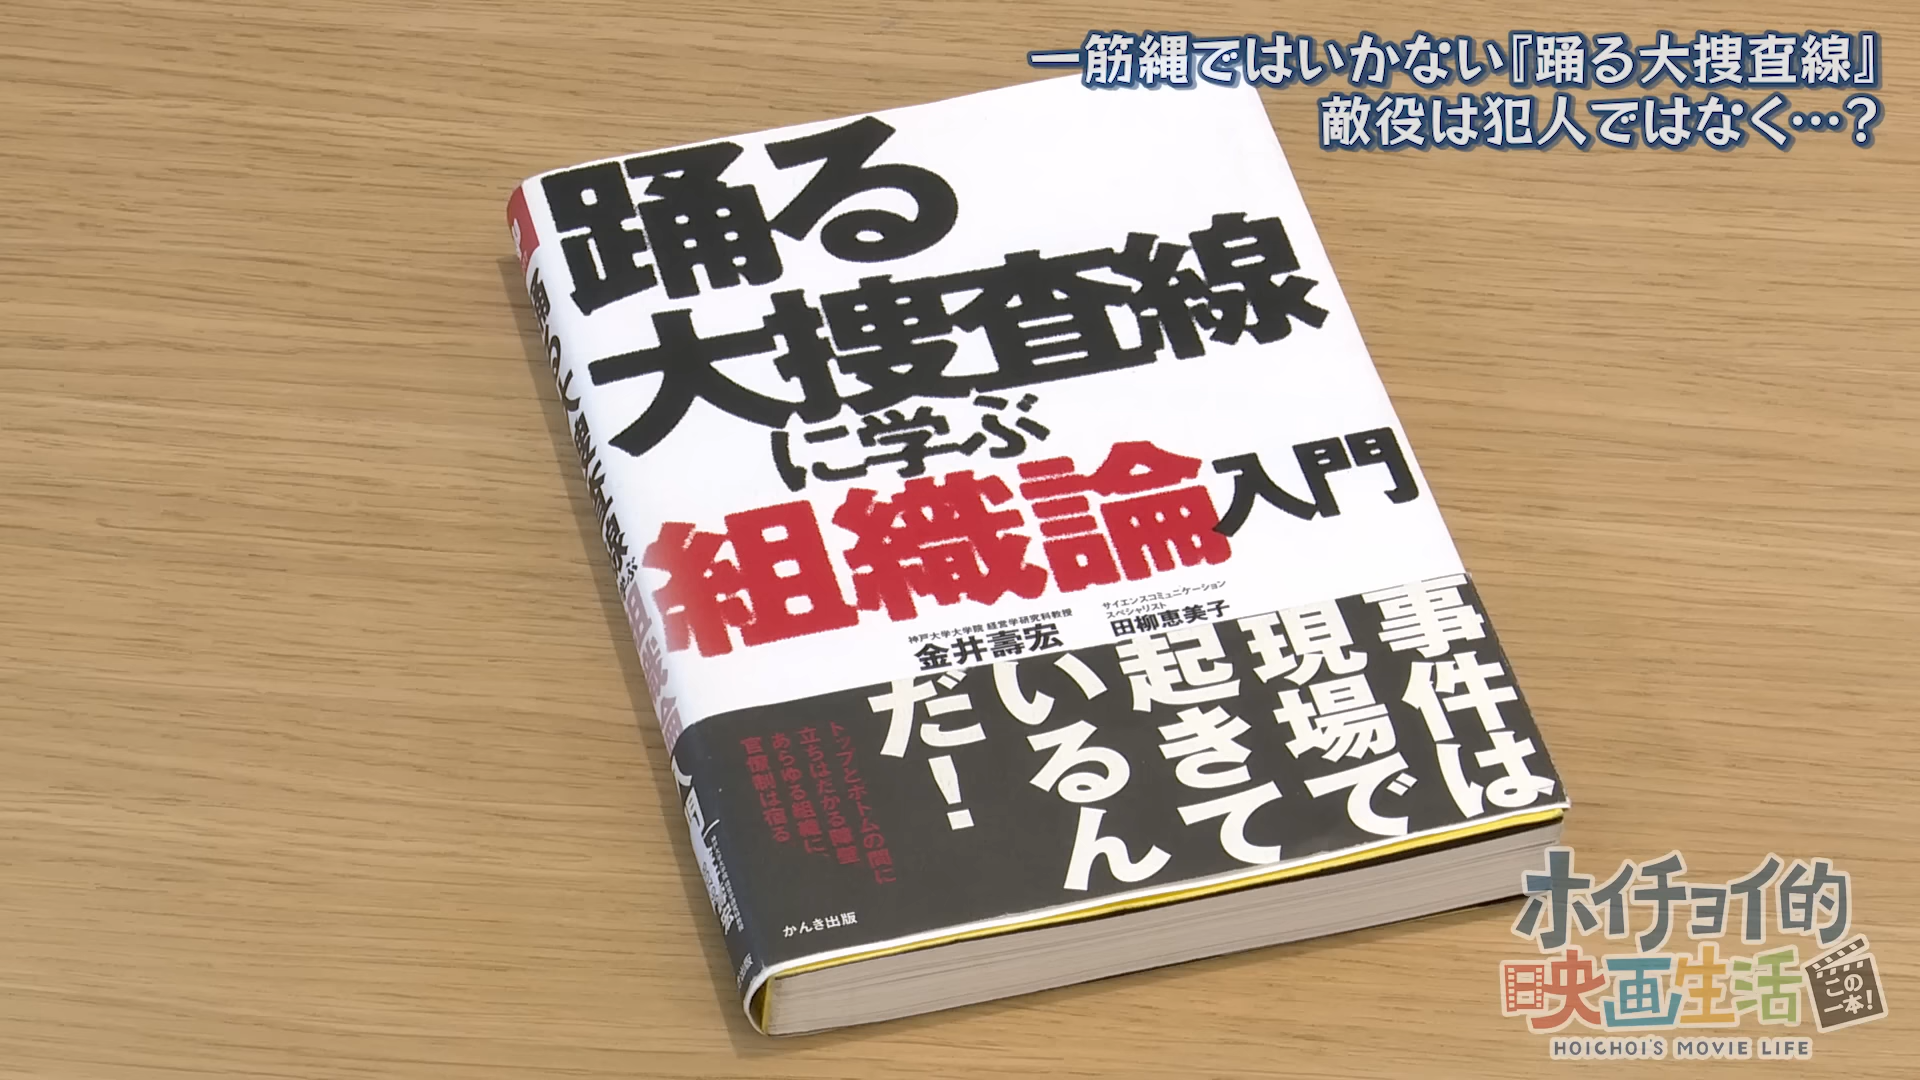 一筋縄ではいかない『踊る大捜査線』
敵役は犯人ではなく…？
踊る
大捜査線
に学ぶ
組織論入門
神戸大学大学院 経営学研究科教授
金井壽宏
サイエンスコミュニケーション
スペシャリスト
田柳恵美子
事件は
現場で
起きて
いるん
だ！
トップとボトムの間に
立ちはだかる障壁
あらゆる組織に、
官僚制は宿る
かんき出版
ホイチョイ的
映画生活
この
一本!
HOICHOI'S MOVIE LIFE